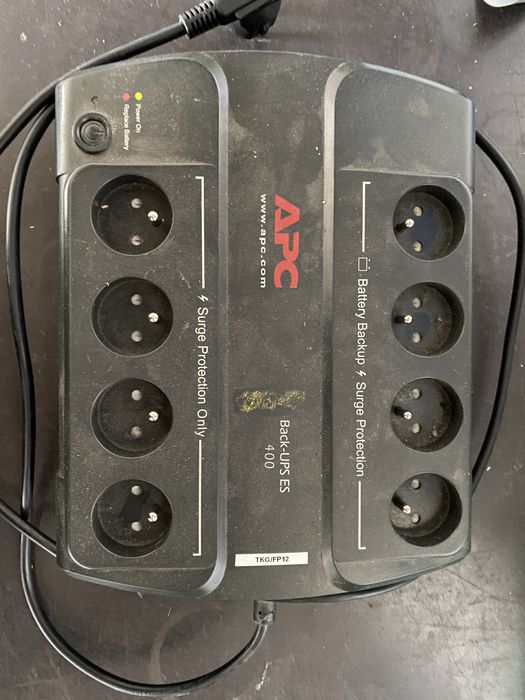 Power On
Replace Battery
APC
www.apc.com
Battery Backup Surge Protection
Surge Protection Only
Back-UPS ES
400
TKG/FP12